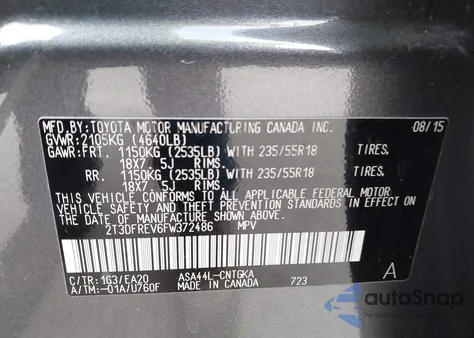 MFD. BY: TOYOTA MOTOR MANUFACTURING CANADA INC. 08/15
GVWR: 2105KG (4640LB)
GAWR: FRT. 1150KG (2535LB) WITH 235/55R18 TIRES,
18X7 .5J RIMS.
RR. 1150KG (2535LB) WITH 235/55R18 TIRES,
18X7 .5J RIMS.
THIS VEHICLE CONFORMS TO ALL APPLICABLE FEDERAL MOTOR
VEHICLE SAFETY AND THEFT PREVENTION STANDARDS IN EFFECT
ON THE DATE OF MANUFACTURE SHOWN ABOVE.
2T3DFREV6FW372486 MPV
C/TR: 1G3/EA20 ASA44L-CNTGKA A
A/TM: -01A/U760F MADE IN CANADA 723
autoSnap